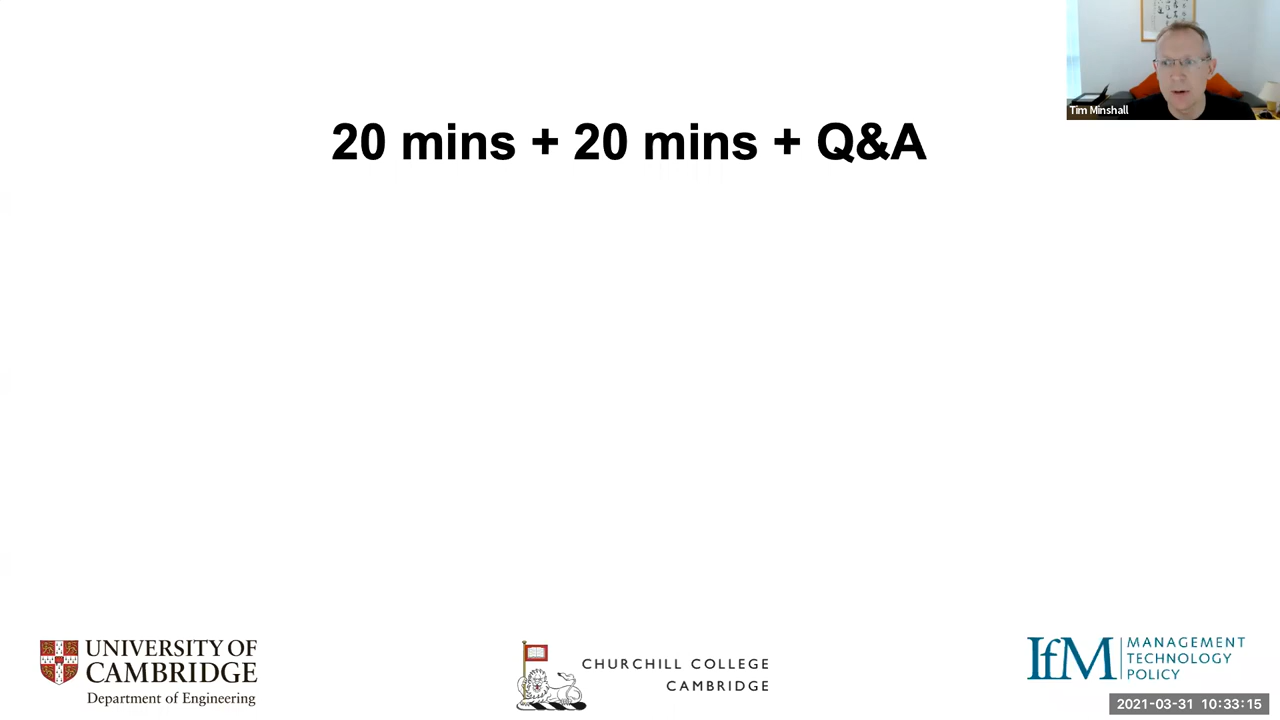 Tim Minshall
20 mins + 20 mins + Q&A
UNIVERSITY OF
CAMBRIDGE
Department of Engineering
CHURCHILL COLLEGE
CAMBRIDGE
IfM
MANAGEMENT
TECHNOLOGY
POLICY
2021-03-31 10:33:15